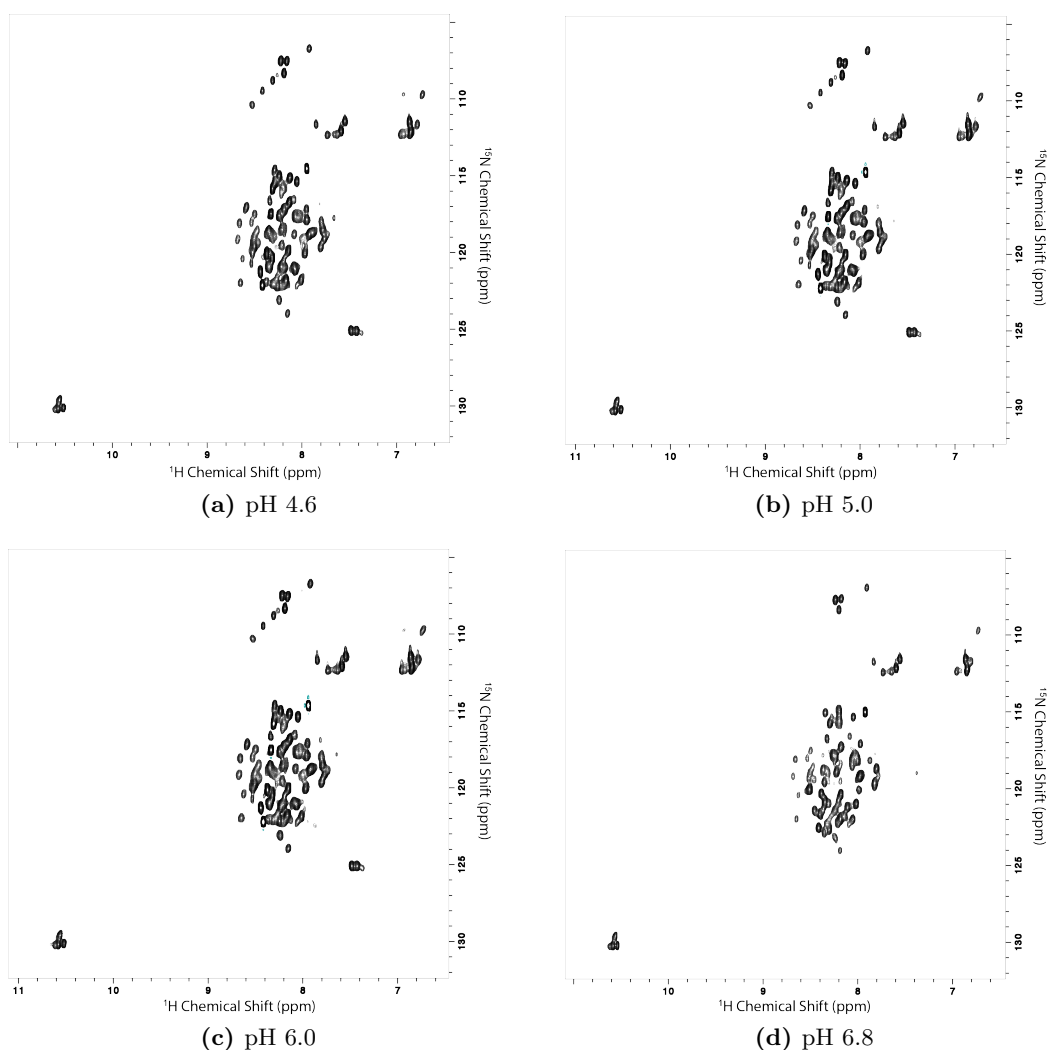 110
115
120
125
130
¹⁵N Chemical Shift (ppm)
10 9 8 7
¹H Chemical Shift (ppm)
(a) pH 4.6
110
115
120
125
130
¹⁵N Chemical Shift (ppm)
11 10 9 8 7
¹H Chemical Shift (ppm)
(b) pH 5.0
110
115
120
125
130
¹⁵N Chemical Shift (ppm)
11 10 9 8 7
¹H Chemical Shift (ppm)
(c) pH 6.0
110
115
120
125
130
¹⁵N Chemical Shift (ppm)
10 9 8 7
¹H Chemical Shift (ppm)
(d) pH 6.8